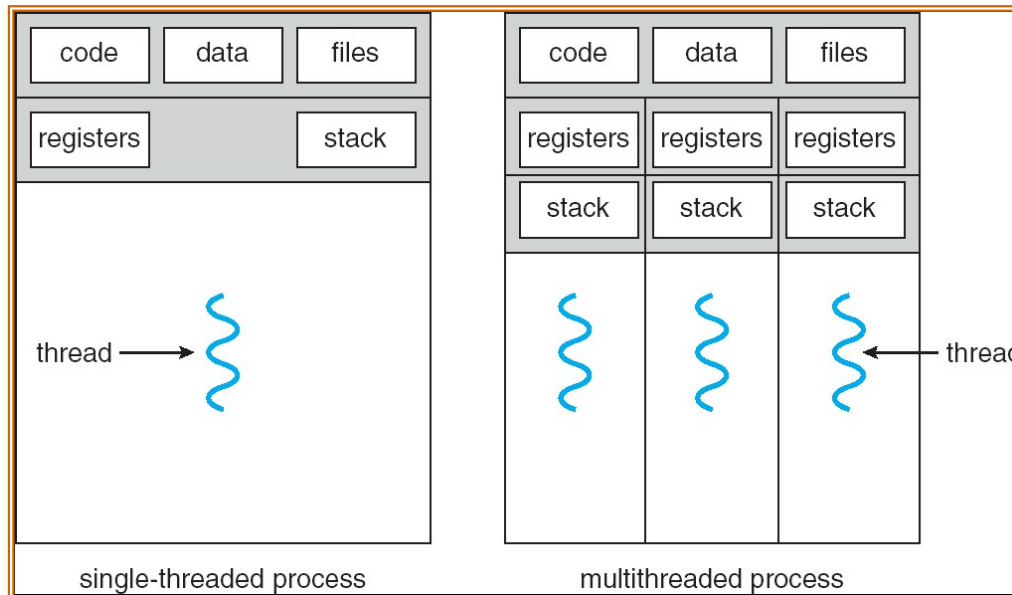 code data files code data files
registers stack registers registers registers
stack stack stack
thread thread
single-threaded process multithreaded process